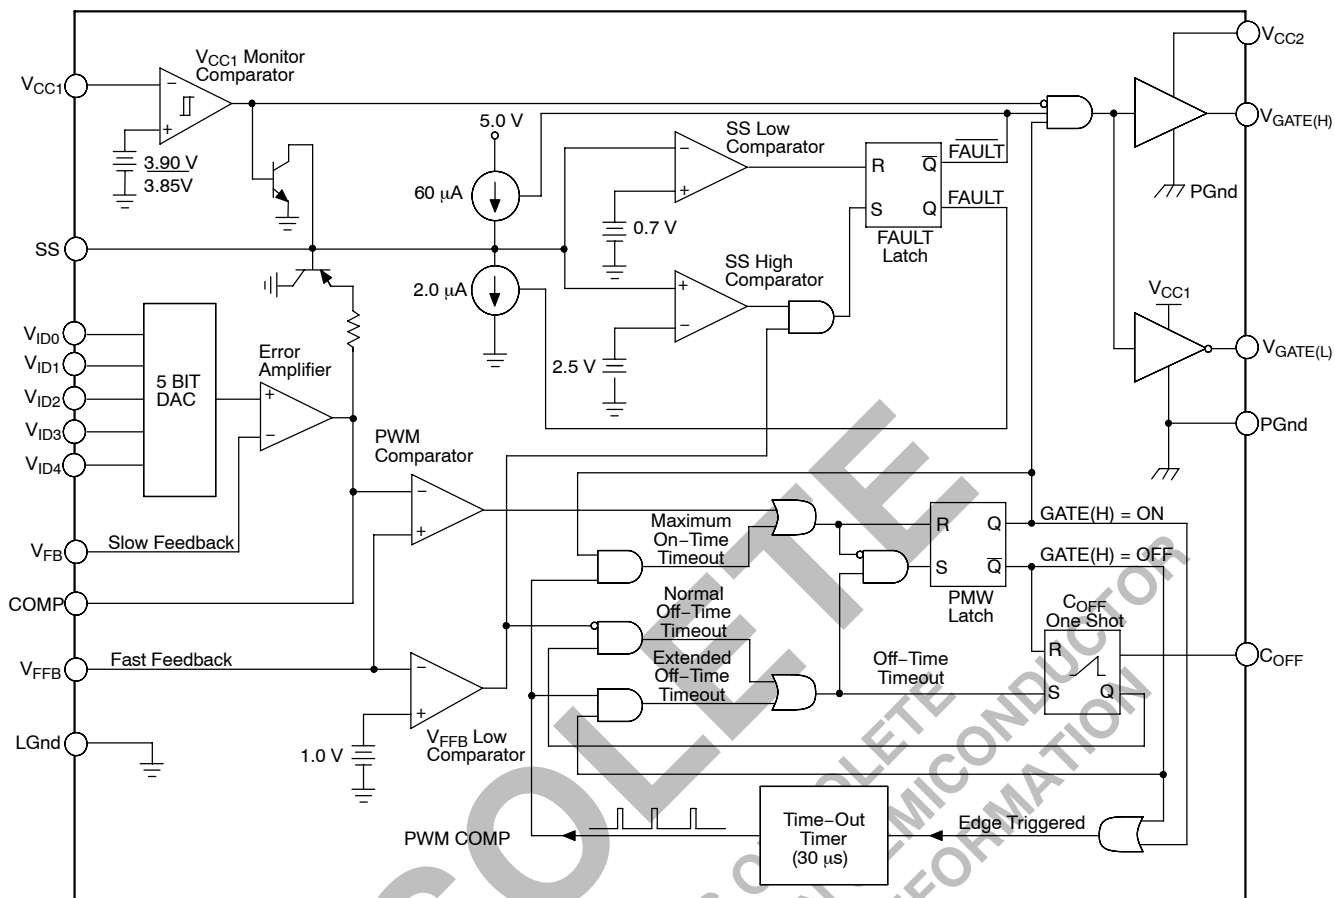 VCC1 Monitor
Comparator
VCC1
−
+
3.90 V
3.85V
5.0 V
60 μA
SS Low
Comparator
−
+
0.7 V
FAULT
R
Q
S
Q
FAULT
FAULT
Latch
VCC2
VGATE(H)
PGnd
SS
2.0 μA
SS High
Comparator
+
−
2.5 V
VCC1
VGATE(L)
PGnd
VID0
VID1
VID2
VID3
VID4
5 BIT
DAC
Error
Amplifier
+
−
PWM
Comparator
−
+
VFB
Slow Feedback
COMP
VFFB
Fast Feedback
LGnd
−
+
1.0 V
VFFB Low
Comparator
Maximum
On−Time
Timeout
Normal
Off−Time
Timeout
Extended
Off−Time
Timeout
R
Q
S
Q
PMW
Latch
GATE(H) = ON
GATE(H) = OFF
COFF
One Shot
R
S
Q
COFF
Off−Time
Timeout
PWM COMP
Time−Out
Timer
(30 μs)
Edge Triggered